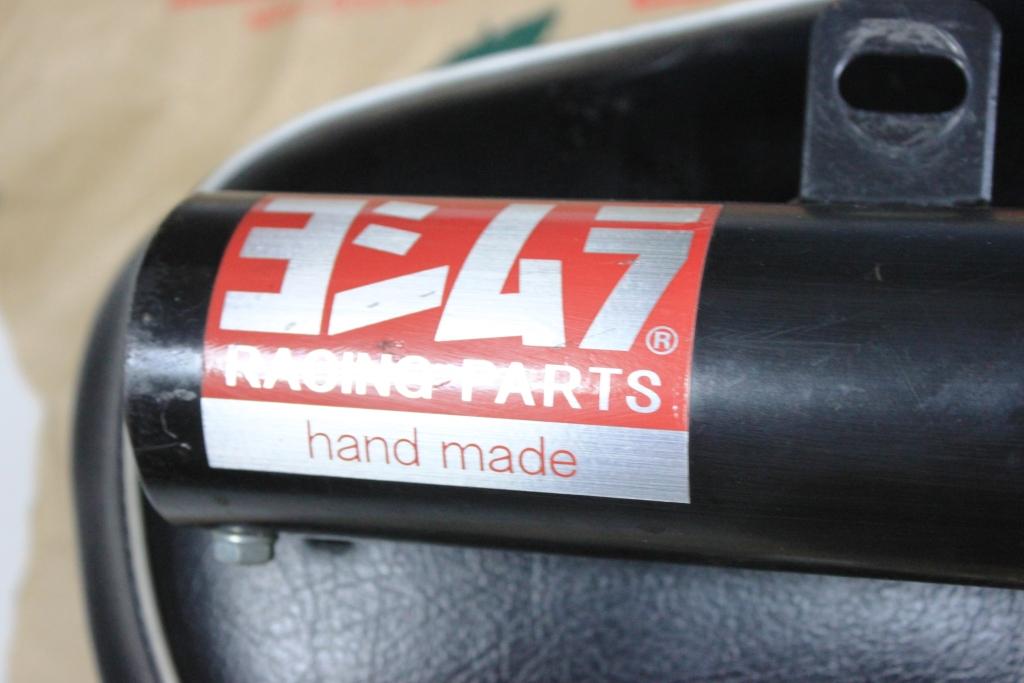 ヨシムラ®
RACING PARTS
hand made